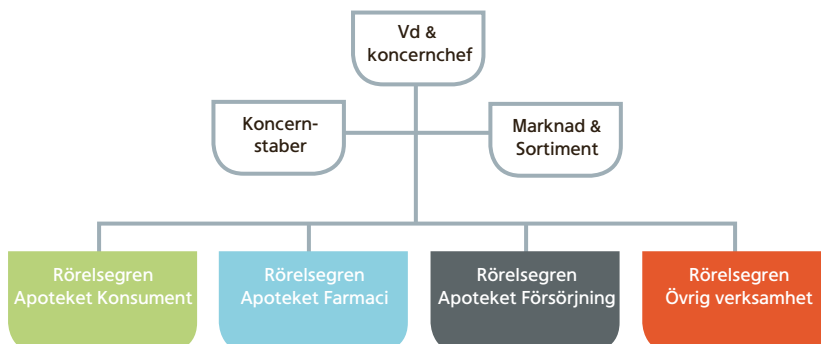 Vd &
koncernchef
Koncern-
staber
Marknad &
Sortiment
Rörelsegren
Apoteket Konsument
Rörelsegren
Apoteket Farmaci
Rörelsegren
Apoteket Försörjning
Rörelsegren
Övrig verksamhet